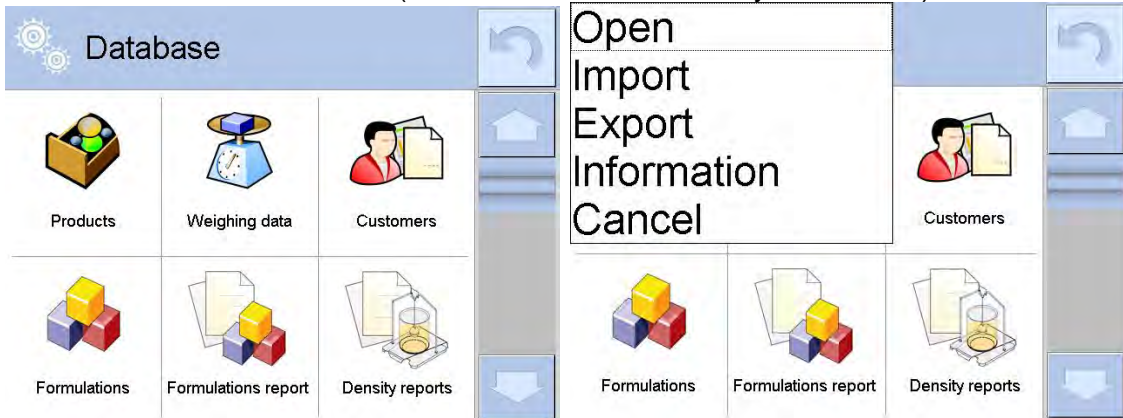 Database
Products
Weighing data
Customers
Formulations
Formulations report
Density reports
Open
Import
Export
Information
Cancel
Customers
Formulations
Formulations report
Density reports